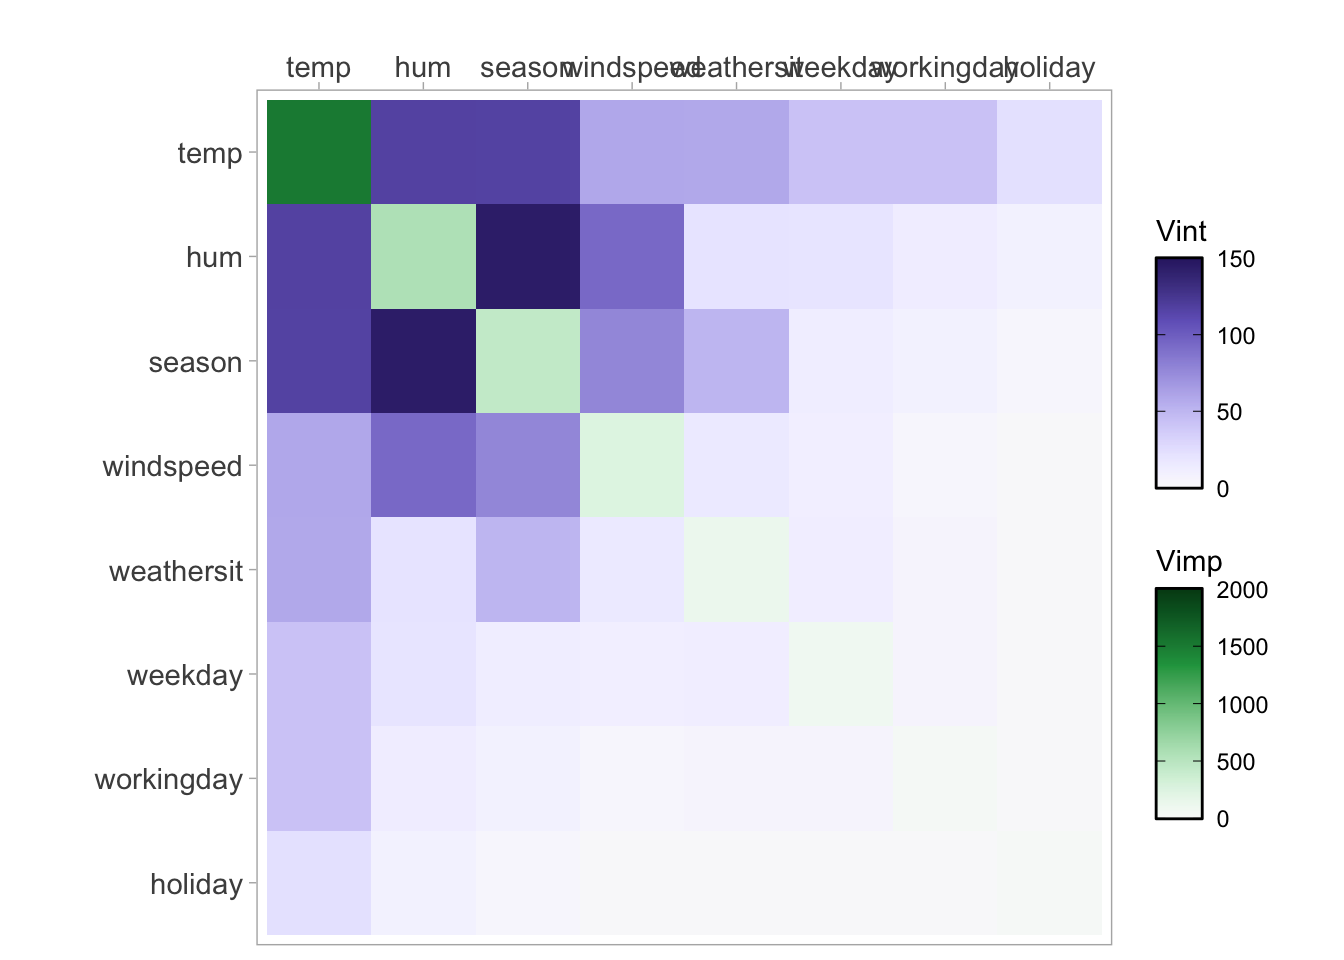 temp hum season windspeed weathersit weekday workingday holiday
temp
hum
season
windspeed
weathersit
weekday
workingday
holiday
Vint
150
100
50
0
Vimp
2000
1500
1000
500
0